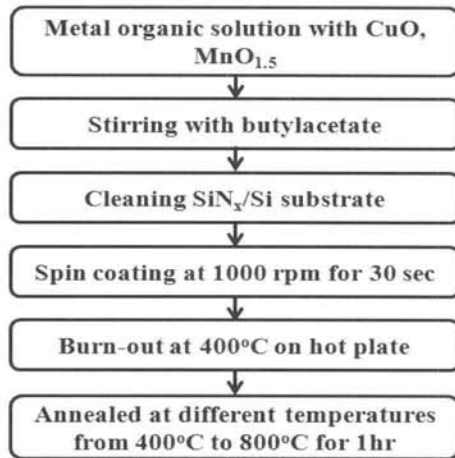 Metal organic solution with CuO,
MnO₁.₅
Stirring with butylacetate
Cleaning SiNₓ/Si substrate
Spin coating at 1000 rpm for 30 sec
Burn-out at 400°C on hot plate
Annealed at different temperatures
from 400°C to 800°C for 1hr